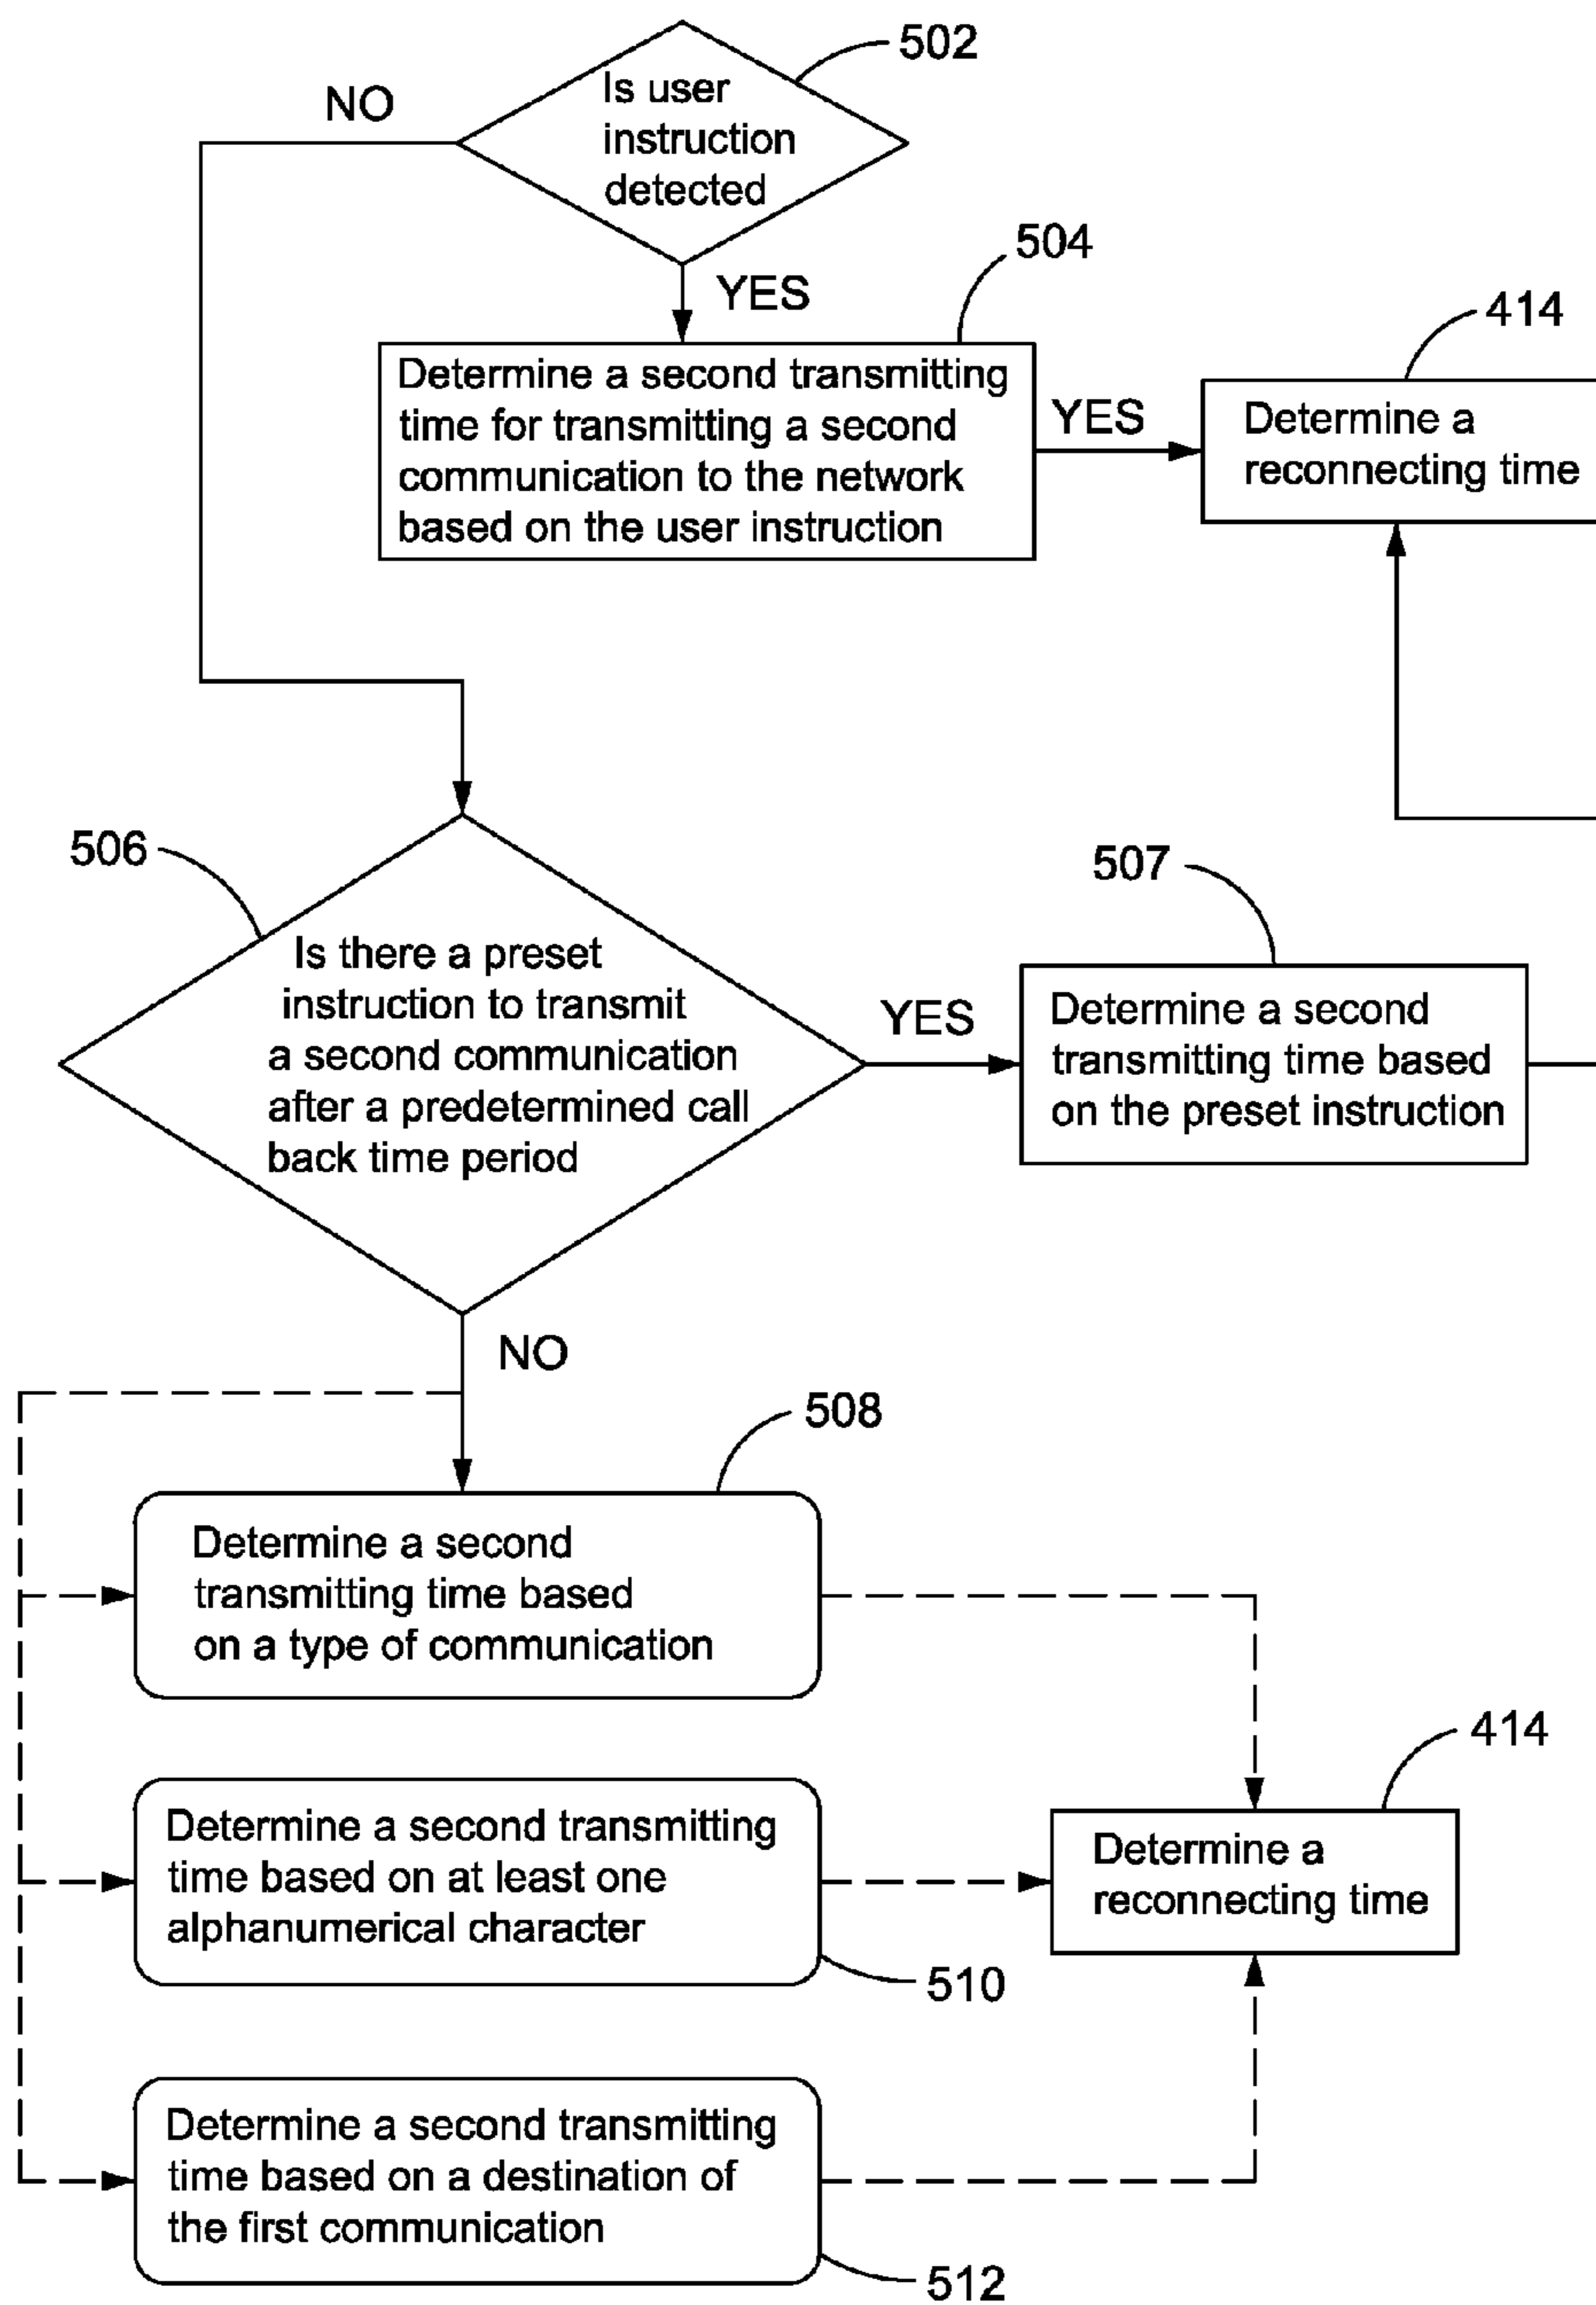 502
NO
Is user
instruction
detected
504
YES
414
Determine a second transmitting
time for transmitting a second
communication to the network
based on the user instruction
YES
Determine a
reconnecting time
506
507
Is there a preset
instruction to transmit
a second communication
after a predetermined call
back time period
YES
Determine a second
transmitting time based
on the preset instruction
NO
508
Determine a second
transmitting time based
on a type of communication
414
Determine a second transmitting
time based on at least one
alphanumerical character
Determine a
reconnecting time
510
Determine a second transmitting
time based on a destination of
the first communication
512